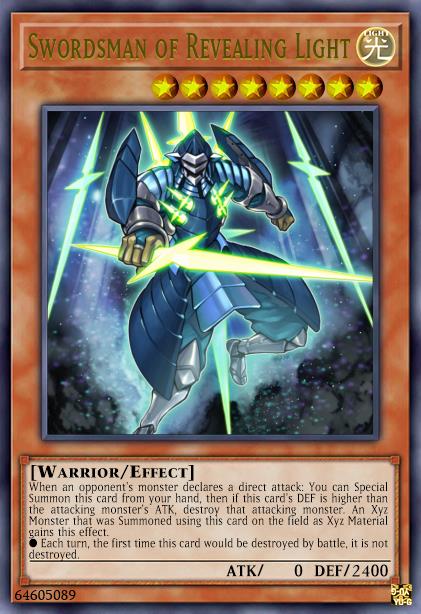 Swordsman of Revealing Light
LIGHT
光
[Warrior/Effect]
When an opponent's monster declares a direct attack: You can Special
Summon this card from your hand, then if this card's DEF is higher than
the attacking monster's ATK, destroy that attacking monster. An Xyz
Monster that was Summoned using this card on the field as Xyz Material
gains this effect.
● Each turn, the first time this card would be destroyed by battle, it is not
destroyed.
ATK/ 0 DEF/2400
64605089